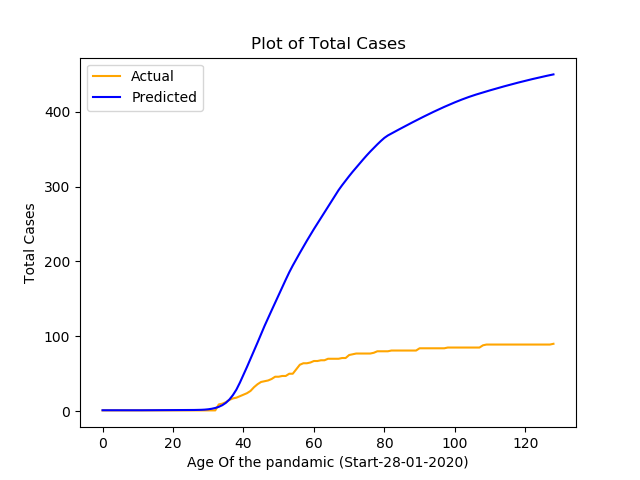 Plot of Total Cases
Actual
Predicted
400
300
200
100
0
Total Cases
0 20 40 60 80 100 120
Age Of the pandamic (Start-28-01-2020)